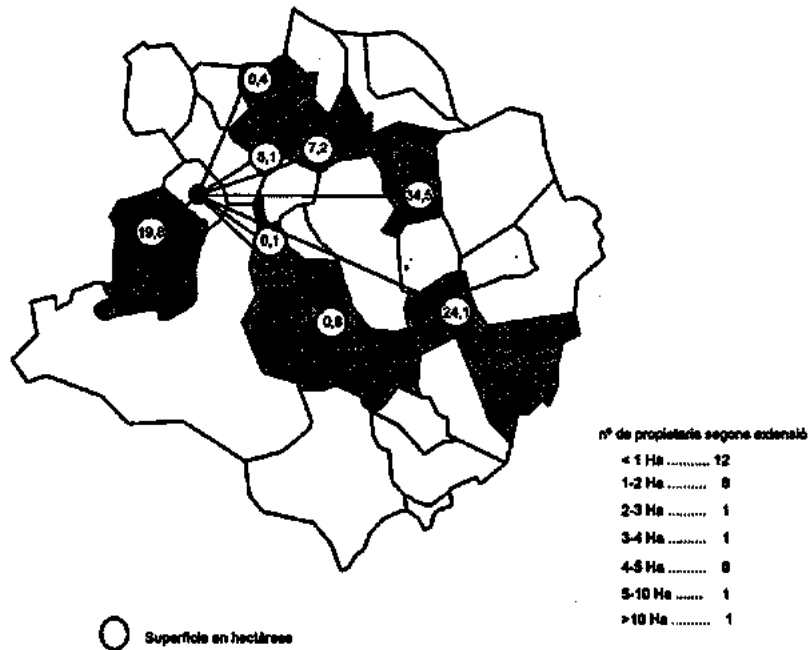 0,4
7,2
34,5
19,8
0,1
24,1
nº de propietaris segons extensió
< 1 Ha .......... 12
1-2 Ha ......... 8
2-3 Ha ......... 1
3-4 Ha ......... 1
4-5 Ha ......... 0
5-10 Ha ...... 1
>10 Ha .......... 1
Superfície en hectàrees